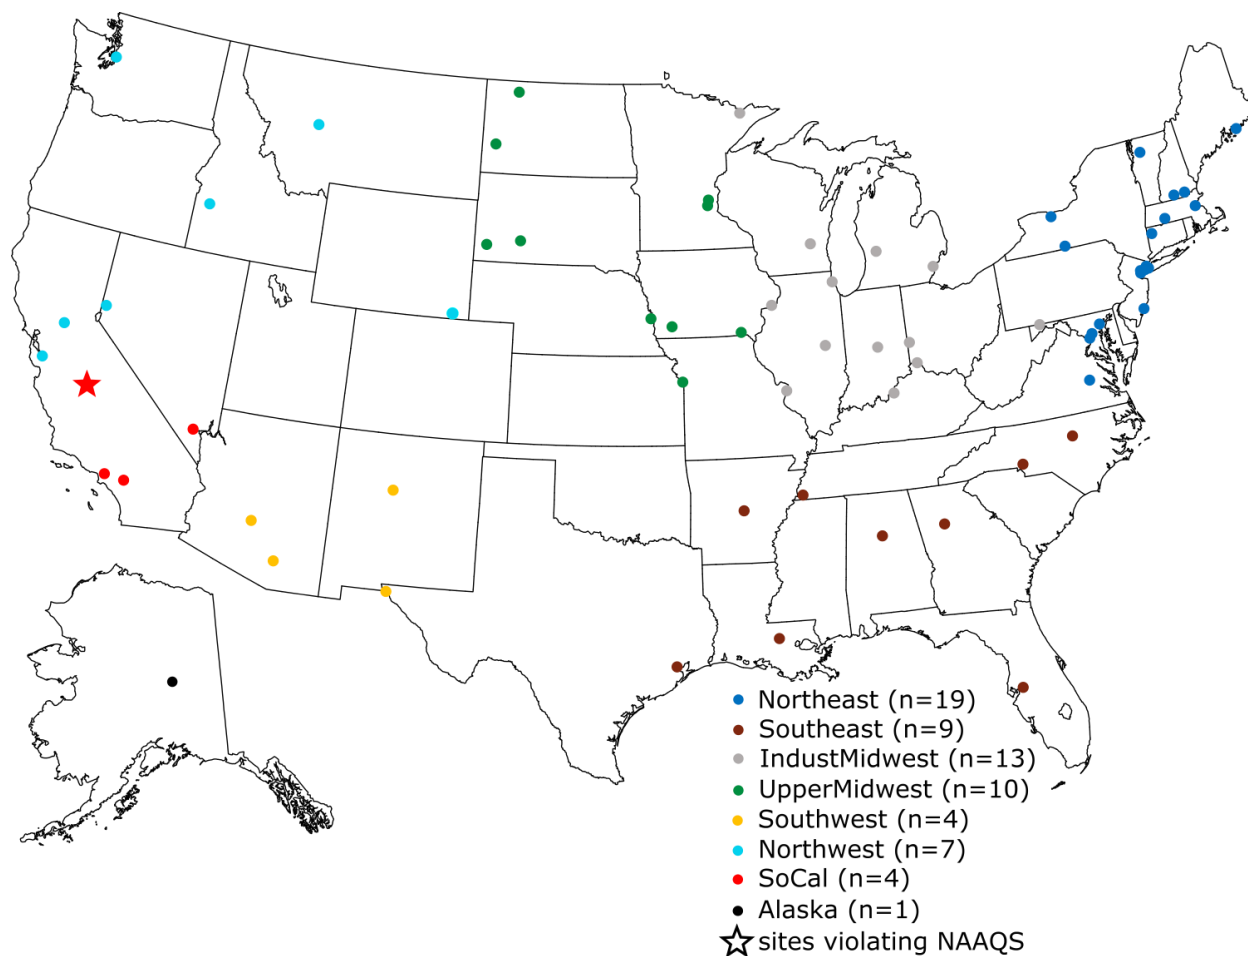 Northeast (n=19)
Southeast (n=9)
IndustMidwest (n=13)
UpperMidwest (n=10)
Southwest (n=4)
Northwest (n=7)
SoCal (n=4)
Alaska (n=1)
sites violating NAAQS